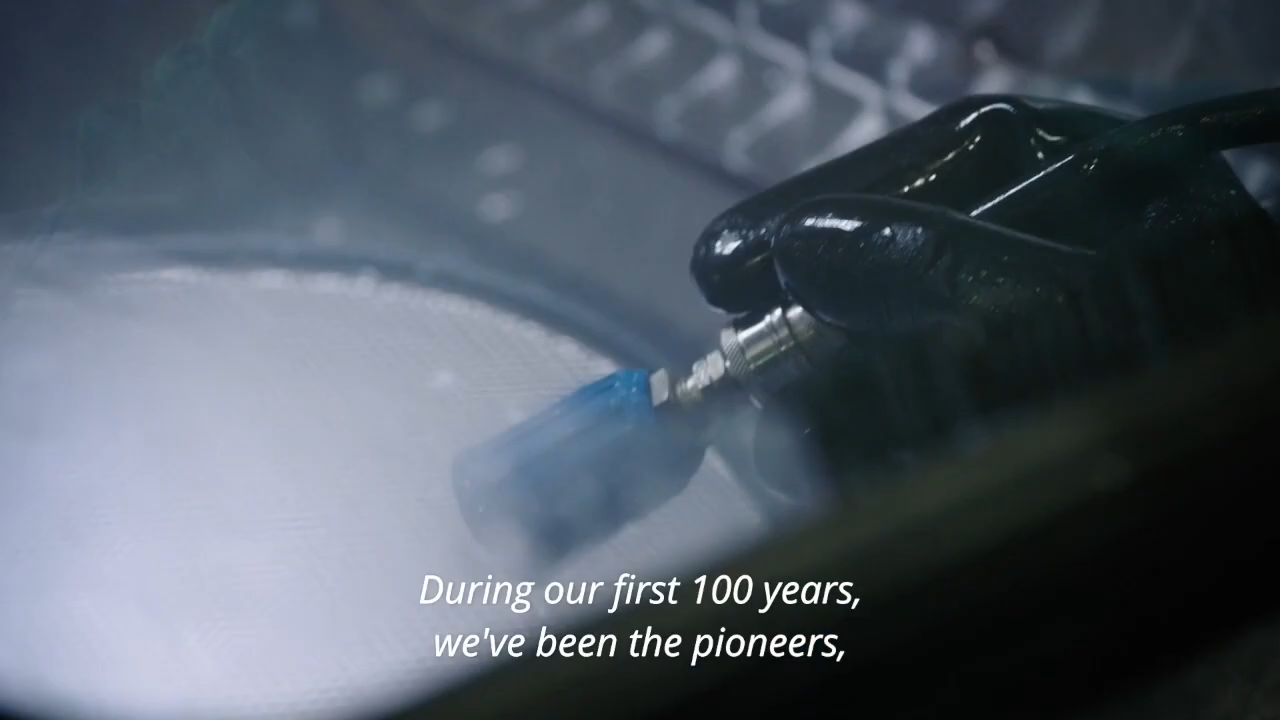 During our first 100 years,
we've been the pioneers,